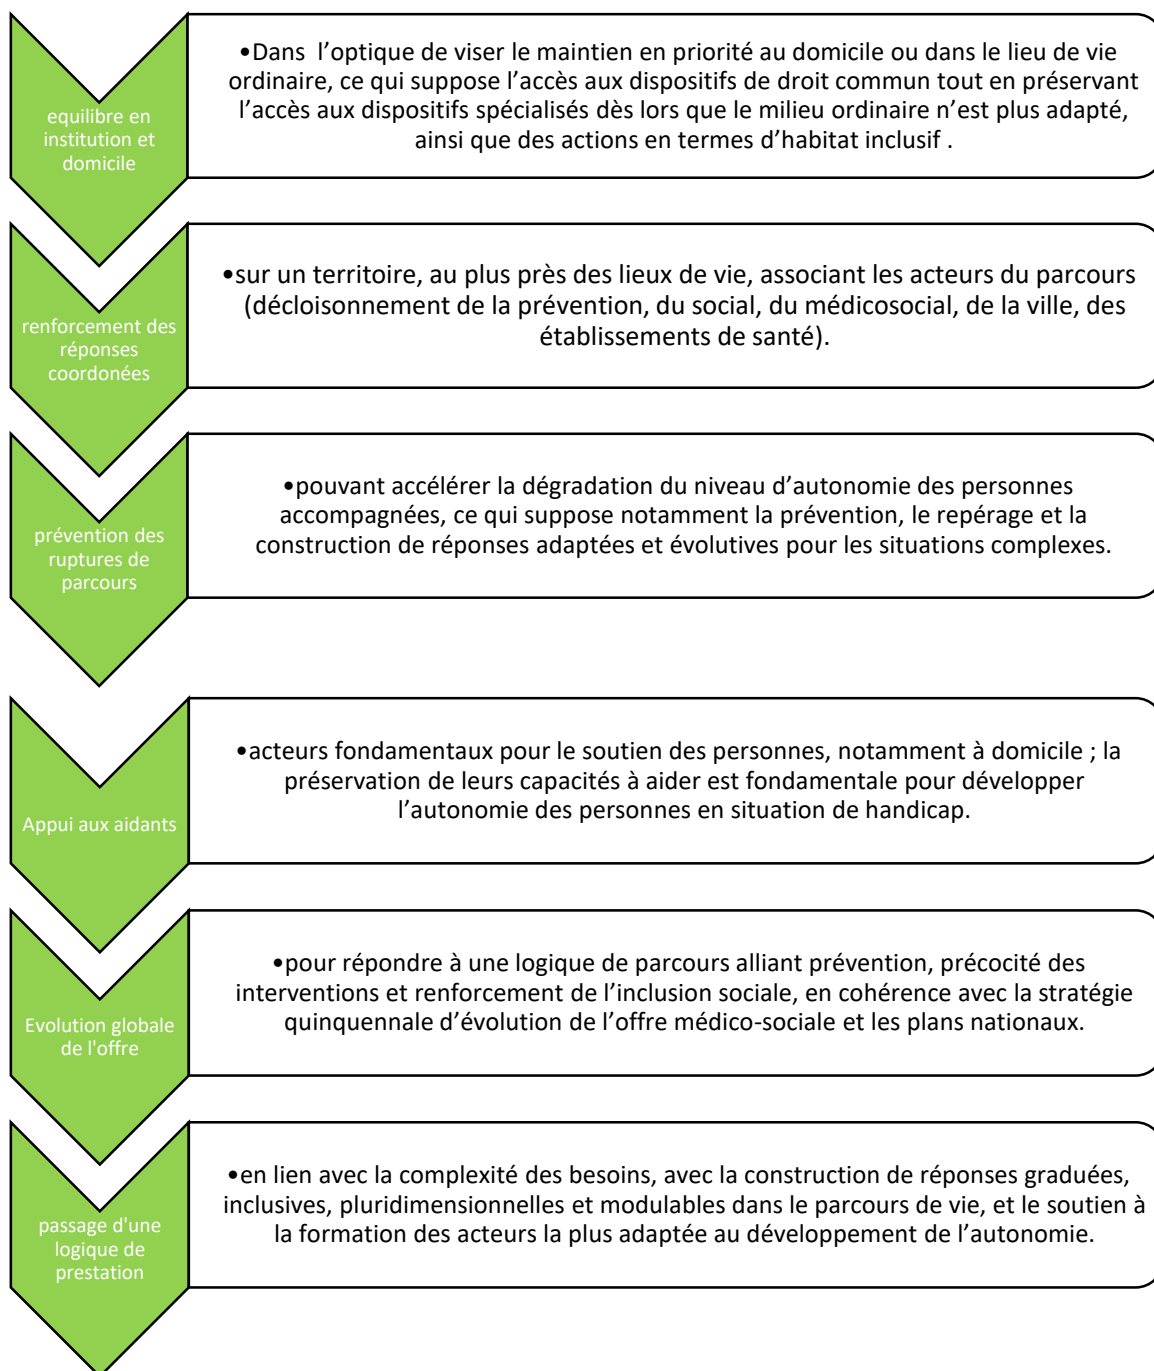 equilibre en
institution et
domicile
•Dans l’optique de viser le maintien en priorité au domicile ou dans le lieu de vie
ordinaire, ce qui suppose l’accès aux dispositifs de droit commun tout en préservant
l’accès aux dispositifs spécialisés dès lors que le milieu ordinaire n’est plus adapté,
ainsi que des actions en termes d’habitat inclusif .
renforcement des
réponses
coordonées
•sur un territoire, au plus près des lieux de vie, associant les acteurs du parcours
(décloisonnement de la prévention, du social, du médicosocial, de la ville, des
établissements de santé).
prévention des
ruptures de
parcours
•pouvant accélérer la dégradation du niveau d’autonomie des personnes
accompagnées, ce qui suppose notamment la prévention, le repérage et la
construction de réponses adaptées et évolutives pour les situations complexes.
Appui aux aidants
•acteurs fondamentaux pour le soutien des personnes, notamment à domicile ; la
préservation de leurs capacités à aider est fondamentale pour développer
l’autonomie des personnes en situation de handicap.
Evolution globale
de l'offre
•pour répondre à une logique de parcours alliant prévention, précocité des
interventions et renforcement de l’inclusion sociale, en cohérence avec la stratégie
quinquennale d’évolution de l’offre médico-sociale et les plans nationaux.
passage d'une
logique de
prestation
•en lien avec la complexité des besoins, avec la construction de réponses graduées,
inclusives, pluridimensionnelles et modulables dans le parcours de vie, et le soutien à
la formation des acteurs la plus adaptée au développement de l’autonomie.